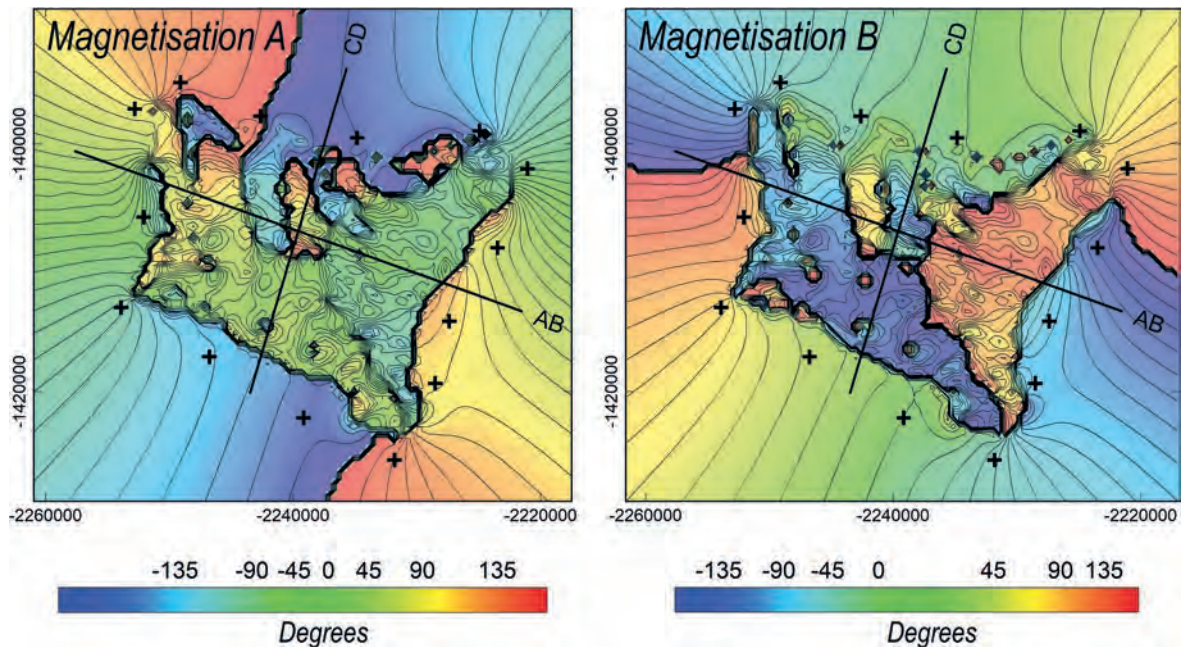 Magnetisation A
CD
AB
-1400000
-1420000
-2260000 -2240000 -2220000
-135 -90 -45 0 45 90 135
Degrees
Magnetisation B
CD
AB
-1400000
-1420000
-2260000 -2240000 -2220000
-135 -90 -45 0 45 90 135
Degrees